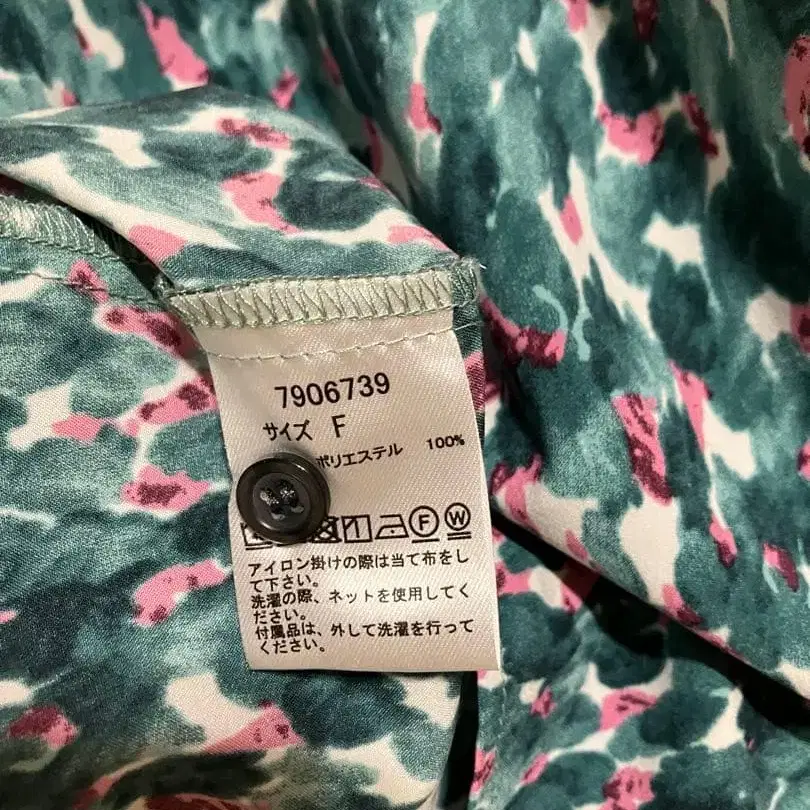 7906739
サイズ F
ポリエステル 100%
F W
アイロン掛けの際は当て布をし
て下さい。
洗濯の際、ネットを使用してく
ださい。
付属品は、外して洗濯を行って
ください。